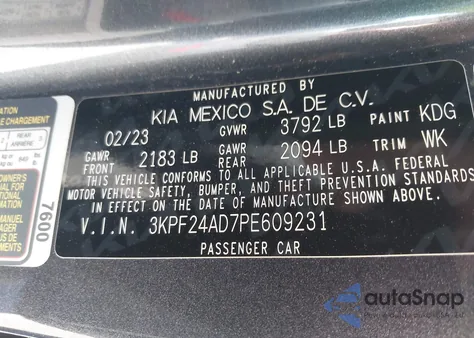 MANUFACTURED BY
KIA MEXICO S.A. DE C.V.
02/23 GVWR 3792 LB PAINT KDG
GAWR FRONT 2183 LB GAWR REAR 2094 LB TRIM WK
THIS VEHICLE CONFORMS TO ALL APPLICABLE U.S.A. FEDERAL
MOTOR VEHICLE SAFETY, BUMPER, AND THEFT PREVENTION STANDARDS
IN EFFECT ON THE DATE OF MANUFACTURE SHOWN ABOVE.
V.I.N. 3KPF24AD7PE609231
PASSENGER CAR
7600
CHARGEMENT
ARRIERE
autoSnap